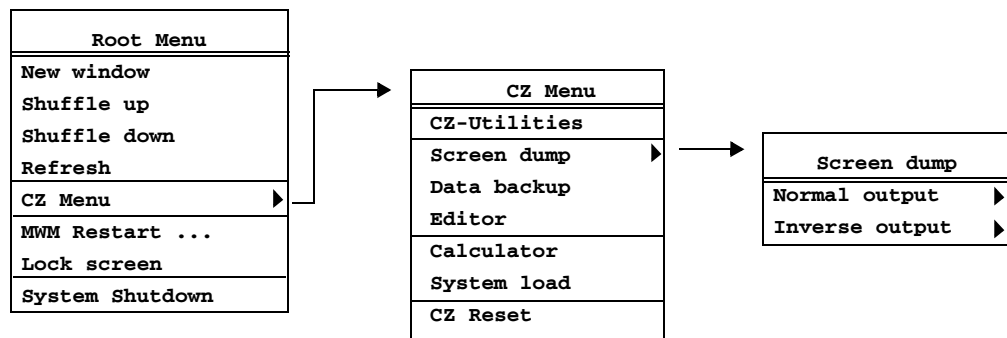 Root Menu
New window
Shuffle up
Shuffle down
Refresh
CZ Menu
MWM Restart ...
Lock screen
System Shutdown
CZ Menu
CZ-Utilities
Screen dump
Data backup
Editor
Calculator
System load
CZ Reset
Screen dump
Normal output
Inverse output